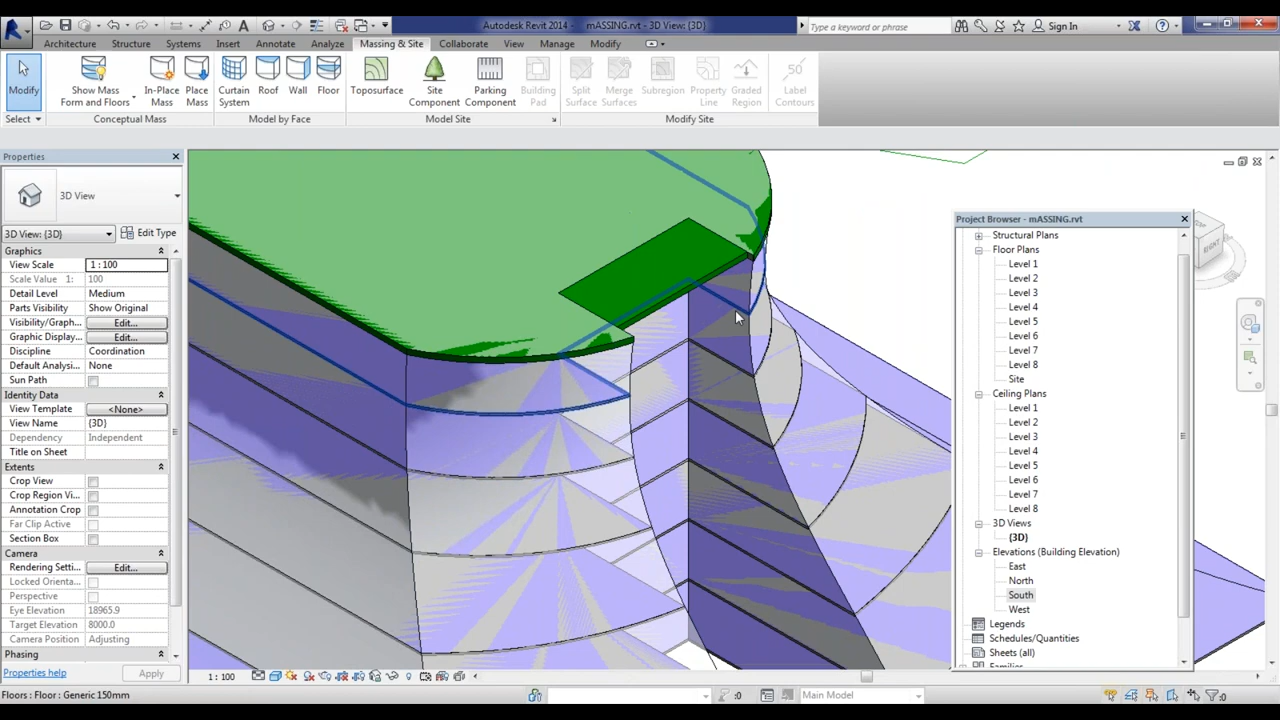 Autodesk Revit 2014 - mASSING.rvt - 3D View: {3D}
Type a keyword or phrase
Sign In
Architecture Structure Systems Insert Annotate Analyze Massing & Site Collaborate View Manage Modify
Modify
Show Mass
Form and Floors
In-Place
Mass
Place
Mass
Curtain
System
Roof
Wall
Floor
Toposurface
Site
Component
Parking
Component
Building
Pad
Split
Surface
Merge
Surfaces
Subregion
Property
Line
Graded
Region
50
Label
Contours
Select
Conceptual Mass
Model by Face
Model Site
Modify Site
Properties
3D View
3D View: {3D}
Edit Type
Graphics
View Scale 1 : 100
Scale Value 1: 100
Detail Level Medium
Parts Visibility Show Original
Visibility/Graph... Edit...
Graphic Display... Edit...
Discipline Coordination
Default Analysi... None
Sun Path
Identity Data
View Template <None>
View Name {3D}
Dependency Independent
Title on Sheet
Extents
Crop View
Crop Region Vi...
Annotation Crop
Far Clip Active
Section Box
Camera
Rendering Setti... Edit...
Locked Orienta...
Perspective
Eye Elevation 18965.9
Target Elevation 8000.0
Camera Position Adjusting
Phasing
Properties help
Apply
RIGHT
Project Browser - mASSING.rvt
Structural Plans
Floor Plans
Level 1
Level 2
Level 3
Level 4
Level 5
Level 6
Level 7
Level 8
Site
Ceiling Plans
Level 1
Level 2
Level 3
Level 4
Level 5
Level 6
Level 7
Level 8
3D Views
{3D}
Elevations (Building Elevation)
East
North
South
West
Legends
Schedules/Quantities
Sheets (all)
Families
1 : 100
Floors : Floor : Generic 150mm
:0
Main Model
:0